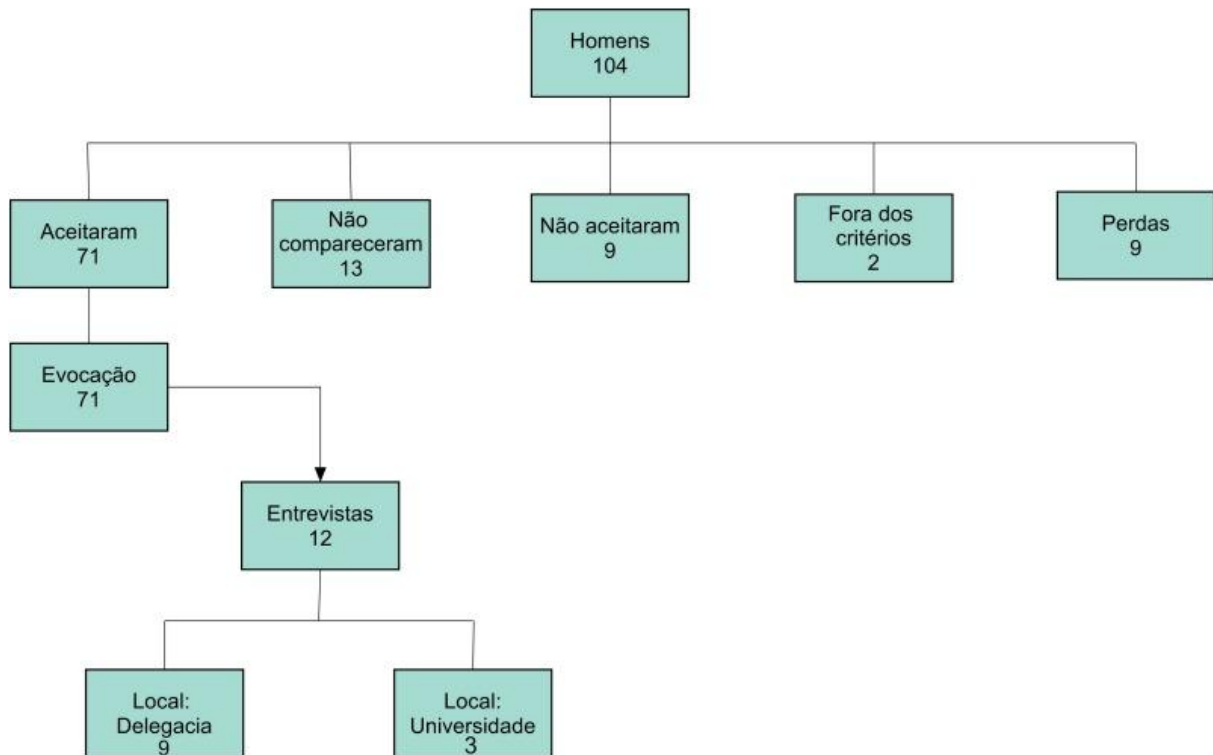 Homens
104
Aceitaram
71
Não
compareceram
13
Não aceitaram
9
Fora dos
critérios
2
Perdas
9
Evocação
71
Entrevistas
12
Local:
Delegacia
9
Local:
Universidade
3